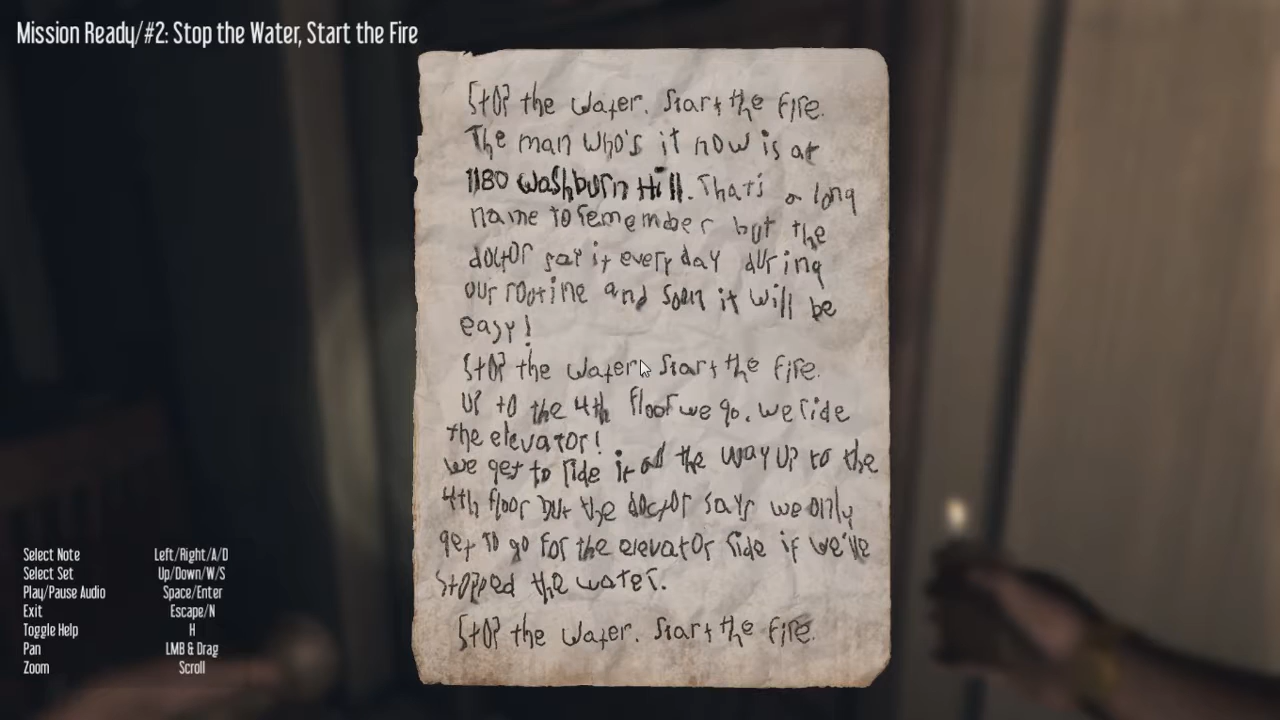 Mission Ready/#2: Stop the Water, Start the Fire
Stop the water. Start the fire.
The man who's it now is at
1180 Washburn Hill. That's a long
name to remember but the
doctor say it every day during
our routine and soon it will be
easy!
Stop the water. Start the fire.
Up to the 4th floor we go. we ride
the elevator!
we get to ride it all the way up to the
4th floor but the doctor says we only
get to go for the elevator ride if we've
stopped the water.
Stop the water. Start the fire.
Select Note Left/Right/A/D
Select Set Up/Down/W/S
Play/Pause Audio Space/Enter
Exit Escape/N
Toggle Help H
Pan LMB & Drag
Zoom Scroll